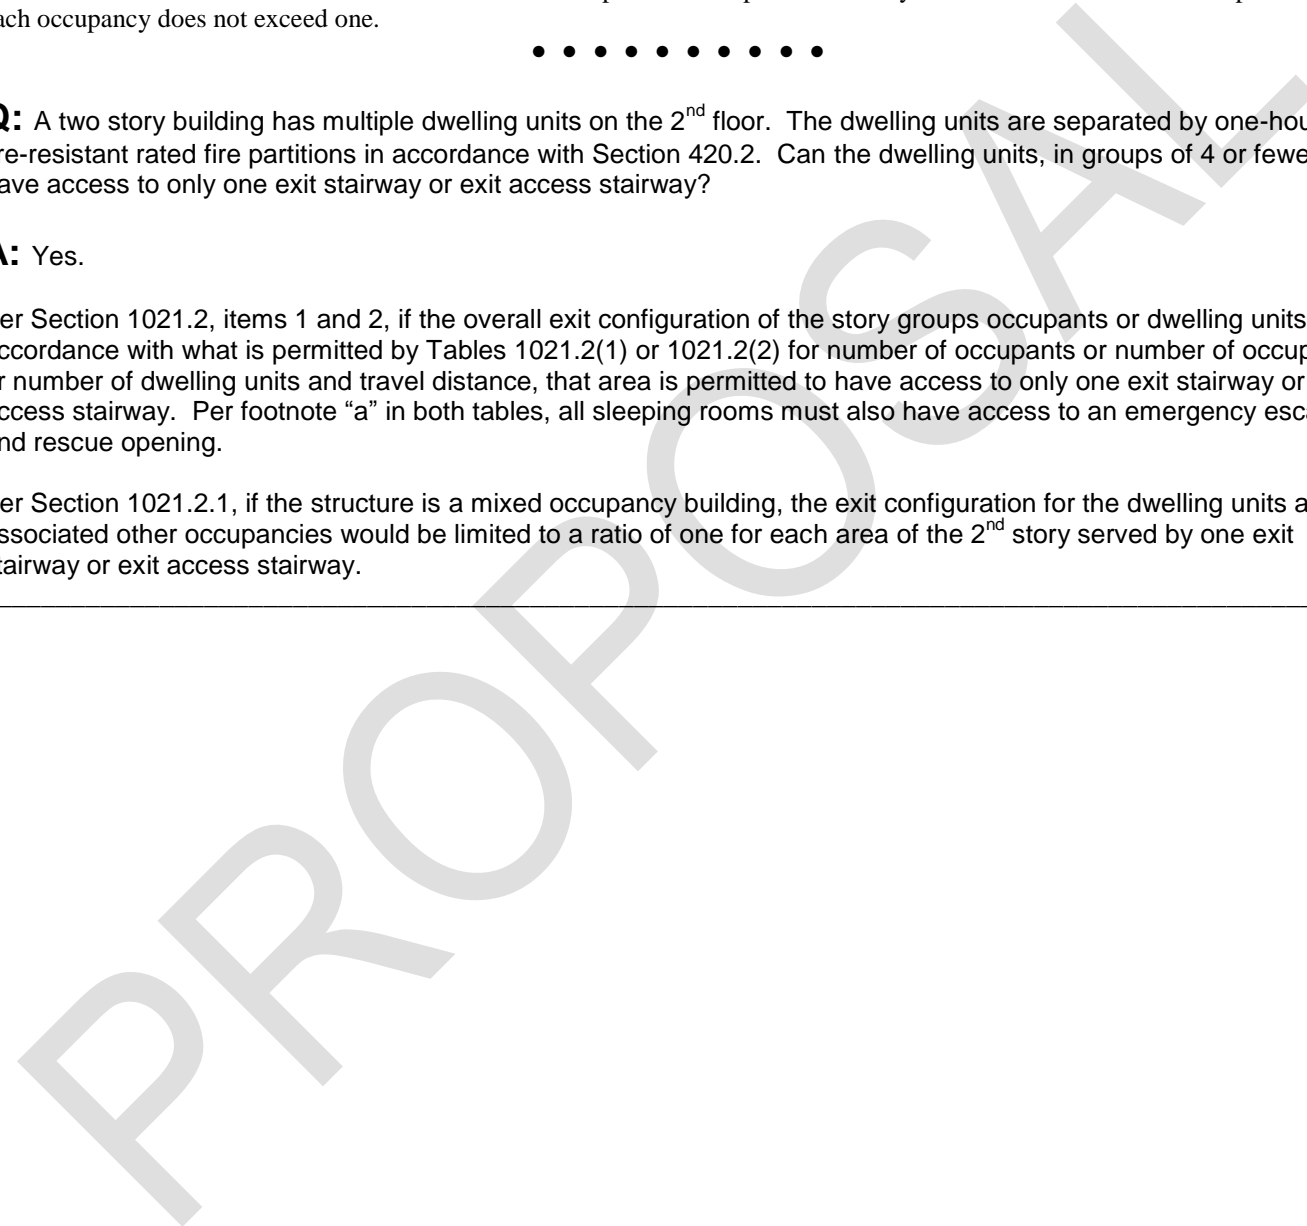 ach occupancy does not exceed one.
• • • • • • • • • •
Q: A two story building has multiple dwelling units on the 2nd floor. The dwelling units are separated by one-hou
re-resistant rated fire partitions in accordance with Section 420.2. Can the dwelling units, in groups of 4 or fewe
ave access to only one exit stairway or exit access stairway?
A: Yes.
er Section 1021.2, items 1 and 2, if the overall exit configuration of the story groups occupants or dwelling units
ccordance with what is permitted by Tables 1021.2(1) or 1021.2(2) for number of occupants or number of occup
r number of dwelling units and travel distance, that area is permitted to have access to only one exit stairway or
ccess stairway. Per footnote “a” in both tables, all sleeping rooms must also have access to an emergency esca
nd rescue opening.
er Section 1021.2.1, if the structure is a mixed occupancy building, the exit configuration for the dwelling units a
ssociated other occupancies would be limited to a ratio of one for each area of the 2nd story served by one exit
tairway or exit access stairway.
PROPOSAL